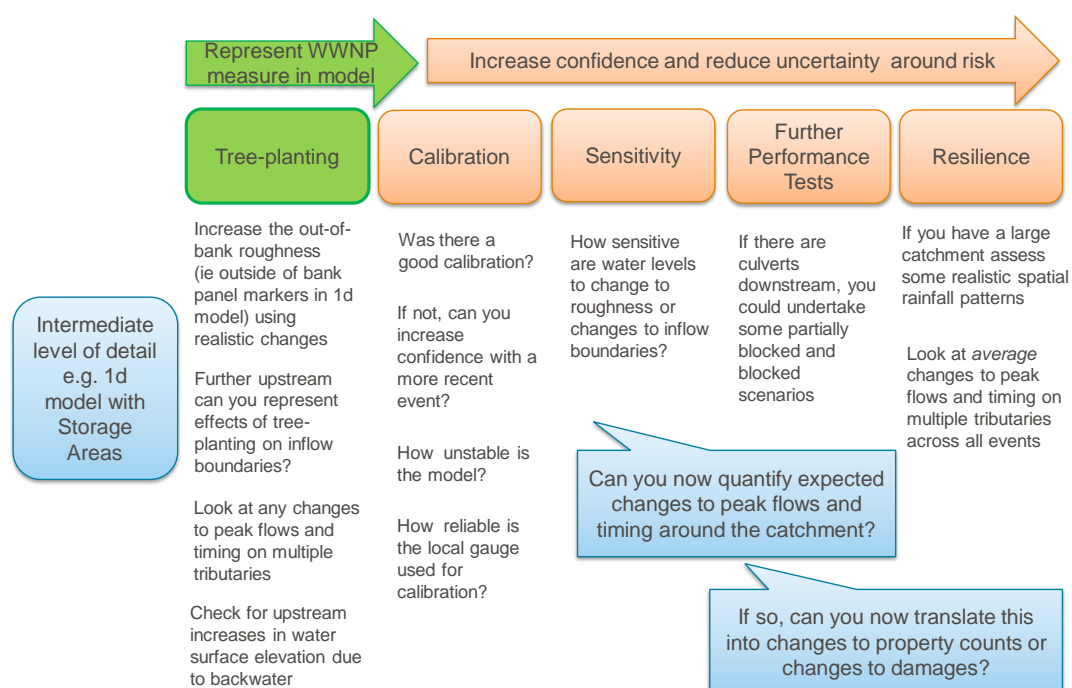 Represent WWNP
measure in model
Increase confidence and reduce uncertainty around risk
Tree-planting
Calibration
Sensitivity
Further
Performance
Tests
Resilience
Intermediate
level of detail
e.g. 1d
model with
Storage
Areas
Increase the out-of-
bank roughness
(ie outside of bank
panel markers in 1d
model) using
realistic changes
Further upstream
can you represent
effects of tree-
planting on inflow
boundaries?
Look at any changes
to peak flows and
timing on multiple
tributaries
Check for upstream
increases in water
surface elevation due
to backwater
Was there a
good calibration?
If not, can you
increase
confidence with a
more recent
event?
How unstable is
the model?
How reliable is
the local gauge
used for
calibration?
How sensitive
are water levels
to change to
roughness or
changes to inflow
boundaries?
If there are
culverts
downstream, you
could undertake
some partially
blocked and
blocked
scenarios
If you have a large
catchment assess
some realistic spatial
rainfall patterns
Look at average
changes to peak
flows and timing on
multiple tributaries
across all events
Can you now quantify expected
changes to peak flows and
timing around the catchment?
If so, can you now translate this
into changes to property counts or
changes to damages?